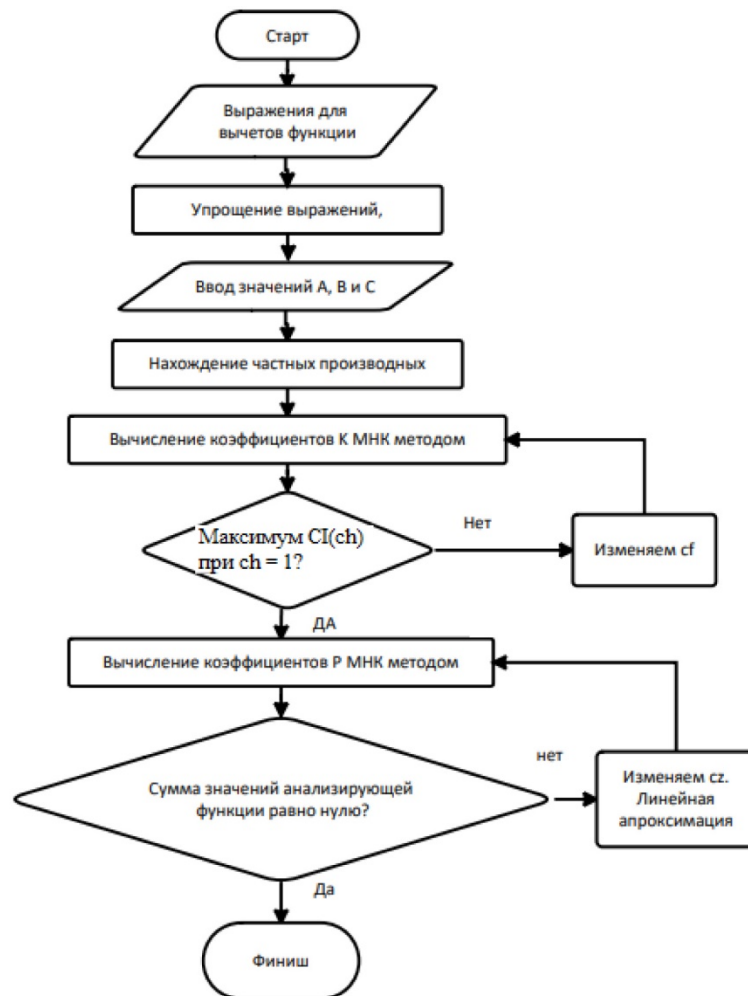 Старт
Выражения для
вычетов функции
Упрощение выражений,
Ввод значений А, В и С
Нахождение частных производных
Вычисление коэффициентов К МНК методом
Максимум CI(ch)
при ch = 1?
Нет
Изменяем cf
ДА
Вычисление коэффициентов Р МНК методом
Сумма значений анализирующей
функции равно нулю?
нет
Изменяем cz.
Линейная
апроксимация
Да
Финиш